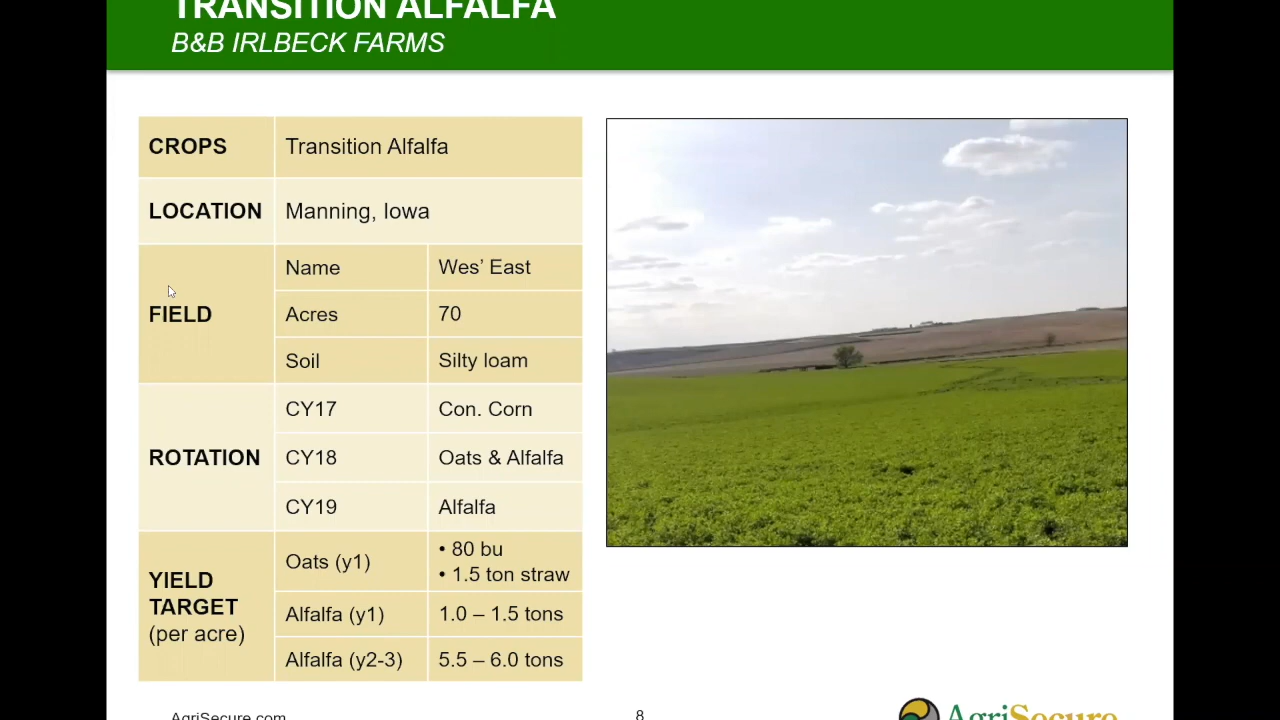 TRANSITION ALFALFA
B&B IRLBECK FARMS
CROPS
Transition Alfalfa
LOCATION
Manning, Iowa
FIELD
Name
Wes’ East
Acres
70
Soil
Silty loam
ROTATION
CY17
Con. Corn
CY18
Oats & Alfalfa
CY19
Alfalfa
YIELD
TARGET
(per acre)
Oats (y1)
• 80 bu
• 1.5 ton straw
Alfalfa (y1)
1.0 – 1.5 tons
Alfalfa (y2-3)
5.5 – 6.0 tons
AgriSecure.com
8
AgriSecure